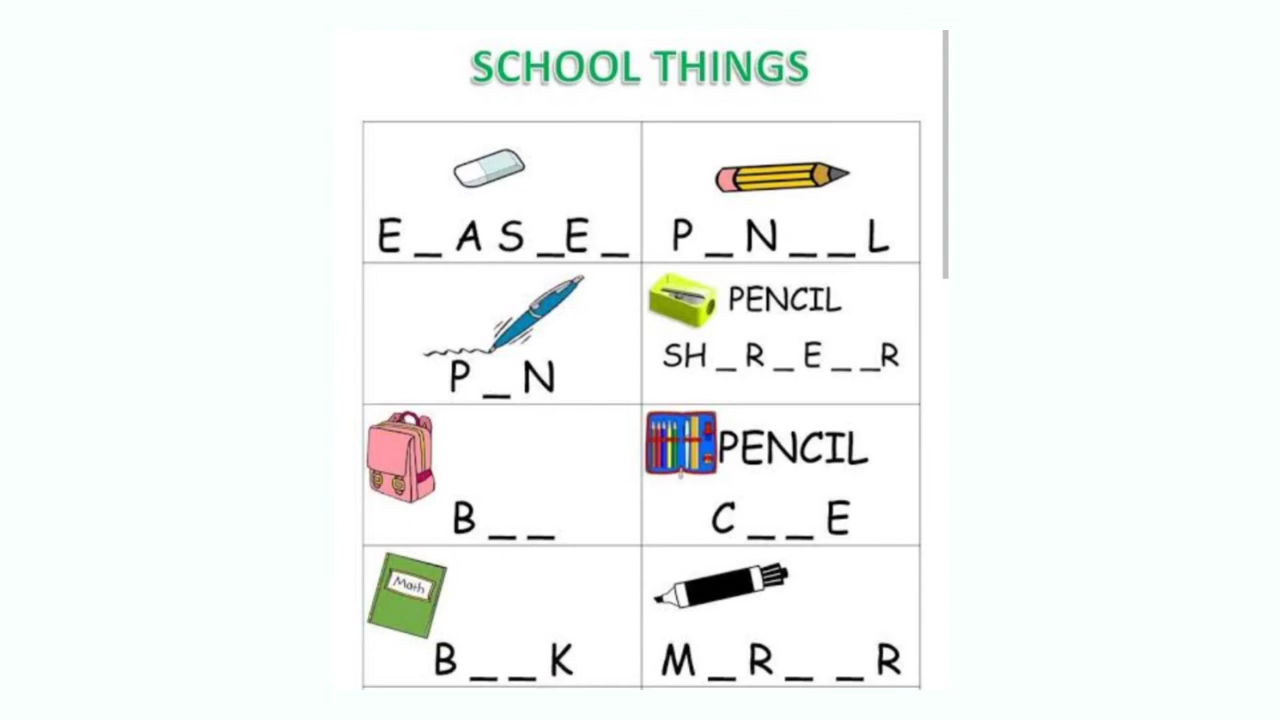 SCHOOL THINGS
E _ A S _ E _
P _ N _ _ L
P _ N
PENCIL
SH _ R _ E _ _ R
B _ _
PENCIL
C _ _ E
Math
B _ _ K
M _ R _ _ R